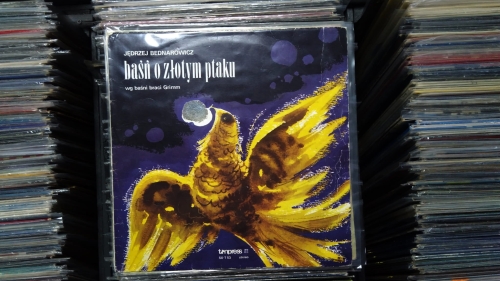 JĘDRZEJ BEDNAROWICZ
baśń o złotym ptaku
wg baśni braci Grimm
tonpress